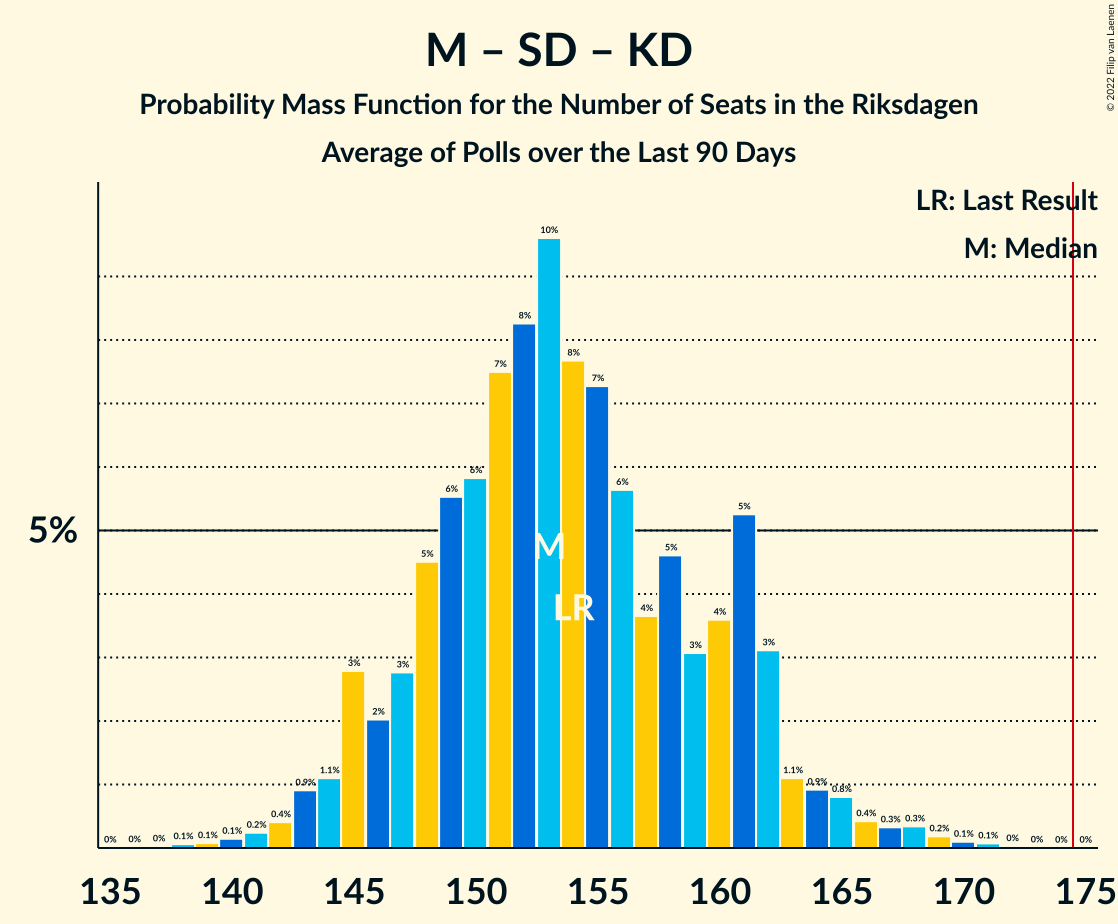 M – SD – KD
Probability Mass Function for the Number of Seats in the Riksdagen
Average of Polls over the Last 90 Days
© 2022 Filip van Laenen
LR: Last Result
M: Median
5%
0% 0% 0% 0.1% 0.1% 0.1% 0.2% 0.4% 0.9% 1.1% 3% 2% 3% 5% 6% 6% 7% 8% 10% 8% 7% 6% 4% 5% 3% 4% 5% 3% 1.1% 0.9% 0.8% 0.4% 0.3% 0.3% 0.2% 0.1% 0.1% 0% 0% 0% 0%
M
LR
135 140 145 150 155 160 165 170 175